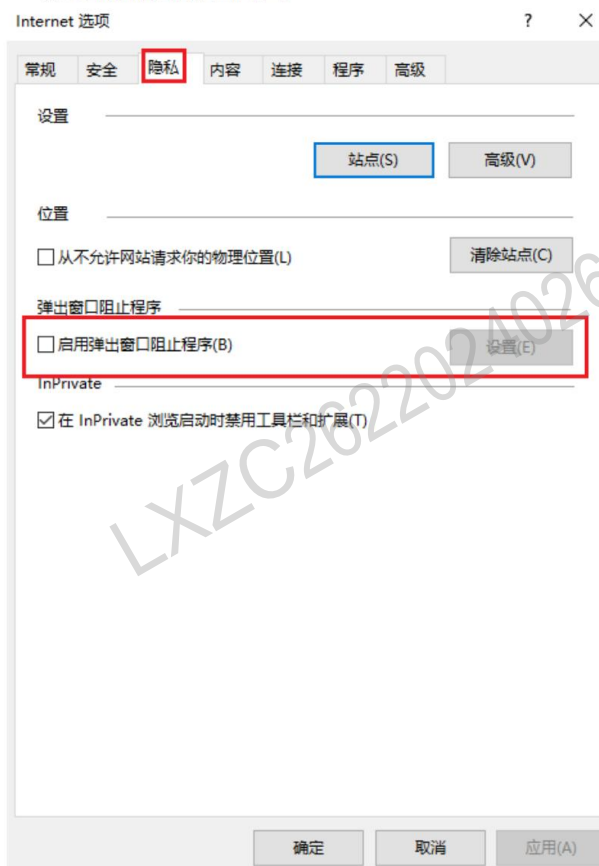 Internet 选项 ? ×
常规 安全 隐私 内容 连接 程序 高级
设置
站点(S) 高级(V)
位置
从不允许网站请求你的物理位置(L) 清除站点(C)
弹出窗口阻止程序
启用弹出窗口阻止程序(B) 设置(E)
InPrivate
在 InPrivate 浏览启动时禁用工具栏和扩展(T)
LXZC2622024026
确定 取消 应用(A)